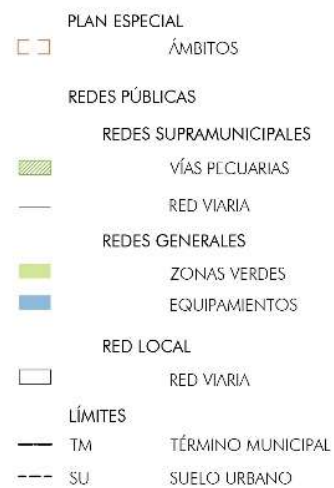 PLAN ESPECIAL
ÁMBITOS
REDES PÚBLICAS
REDES SUPRAMUNICIPALES
VÍAS PECUARIAS
RED VIARIA
REDES GENERALES
ZONAS VERDES
EQUIPAMIENTOS
RED LOCAL
RED VIARIA
LÍMITES
TM TÉRMINO MUNICIPAL
SU SUELO URBANO